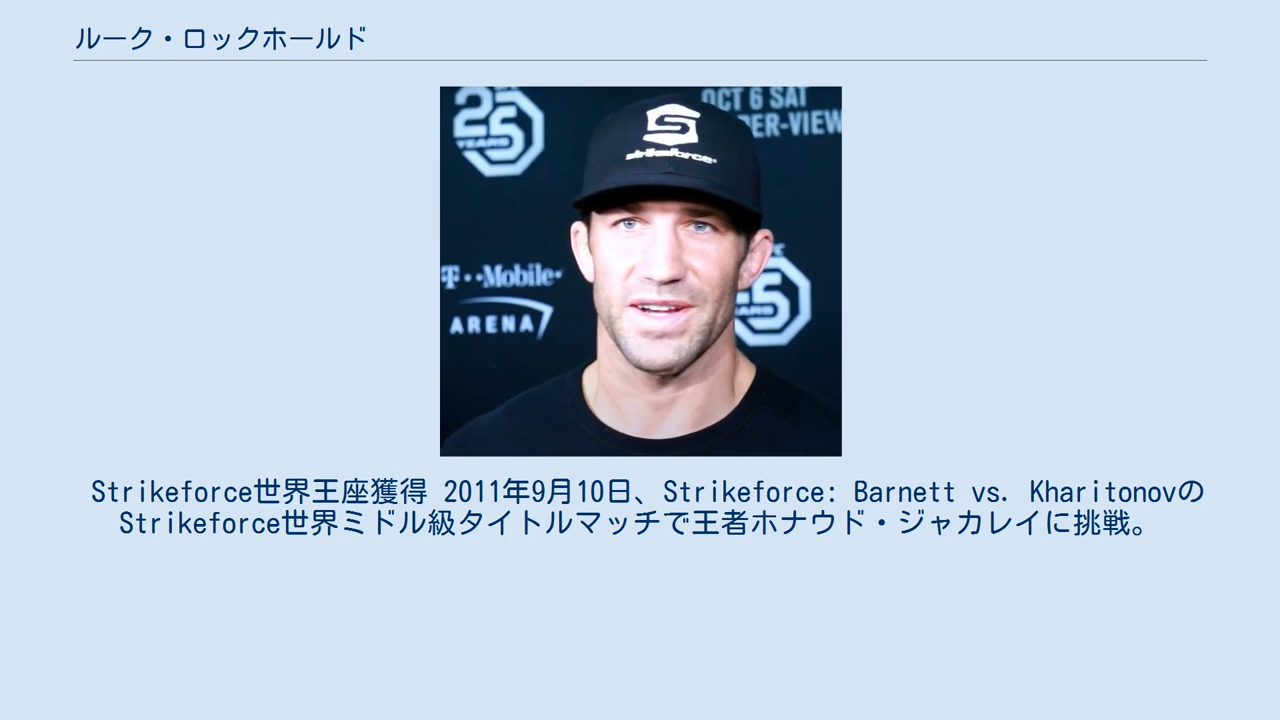 ルーク・ロックホールド
25
YEARS
OCT 6 SAT
PER-VIEW
strikeforce
T··Mobile·
ARENA
25
YEARS
Strikeforce世界王座獲得 2011年9月10日、Strikeforce: Barnett vs. Kharitonovの
Strikeforce世界ミドル級タイトルマッチで王者ホナウド・ジャカレイに挑戦。